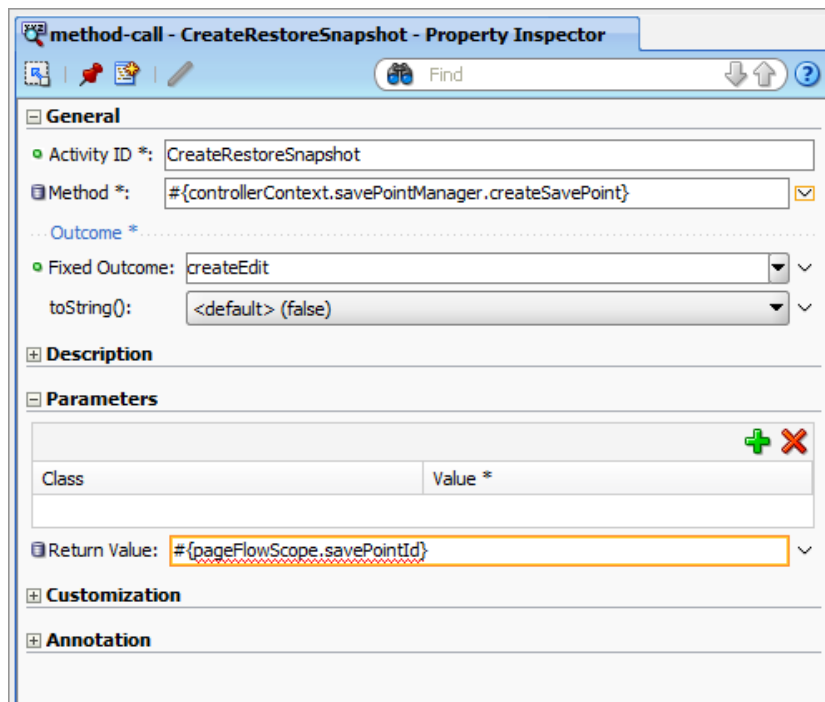 method-call - CreateRestoreSnapshot - Property Inspector
Find
General
Activity ID *: CreateRestoreSnapshot
Method *: #{controllerContext.savePointManager.createSavePoint}
Outcome *
Fixed Outcome: createEdit
toString(): <default> (false)
Description
Parameters
Class Value *
Return Value: #{pageFlowScope.savePointId}
Customization
Annotation